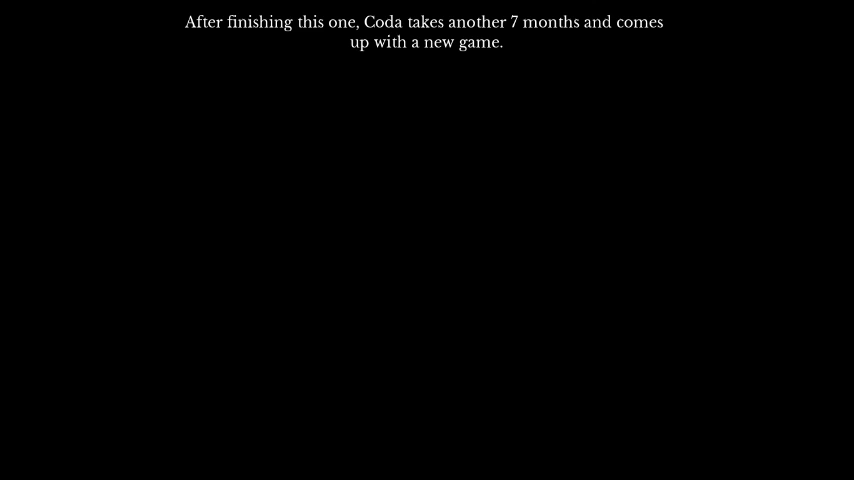 After finishing this one, Coda takes another 7 months and comes
up with a new game.